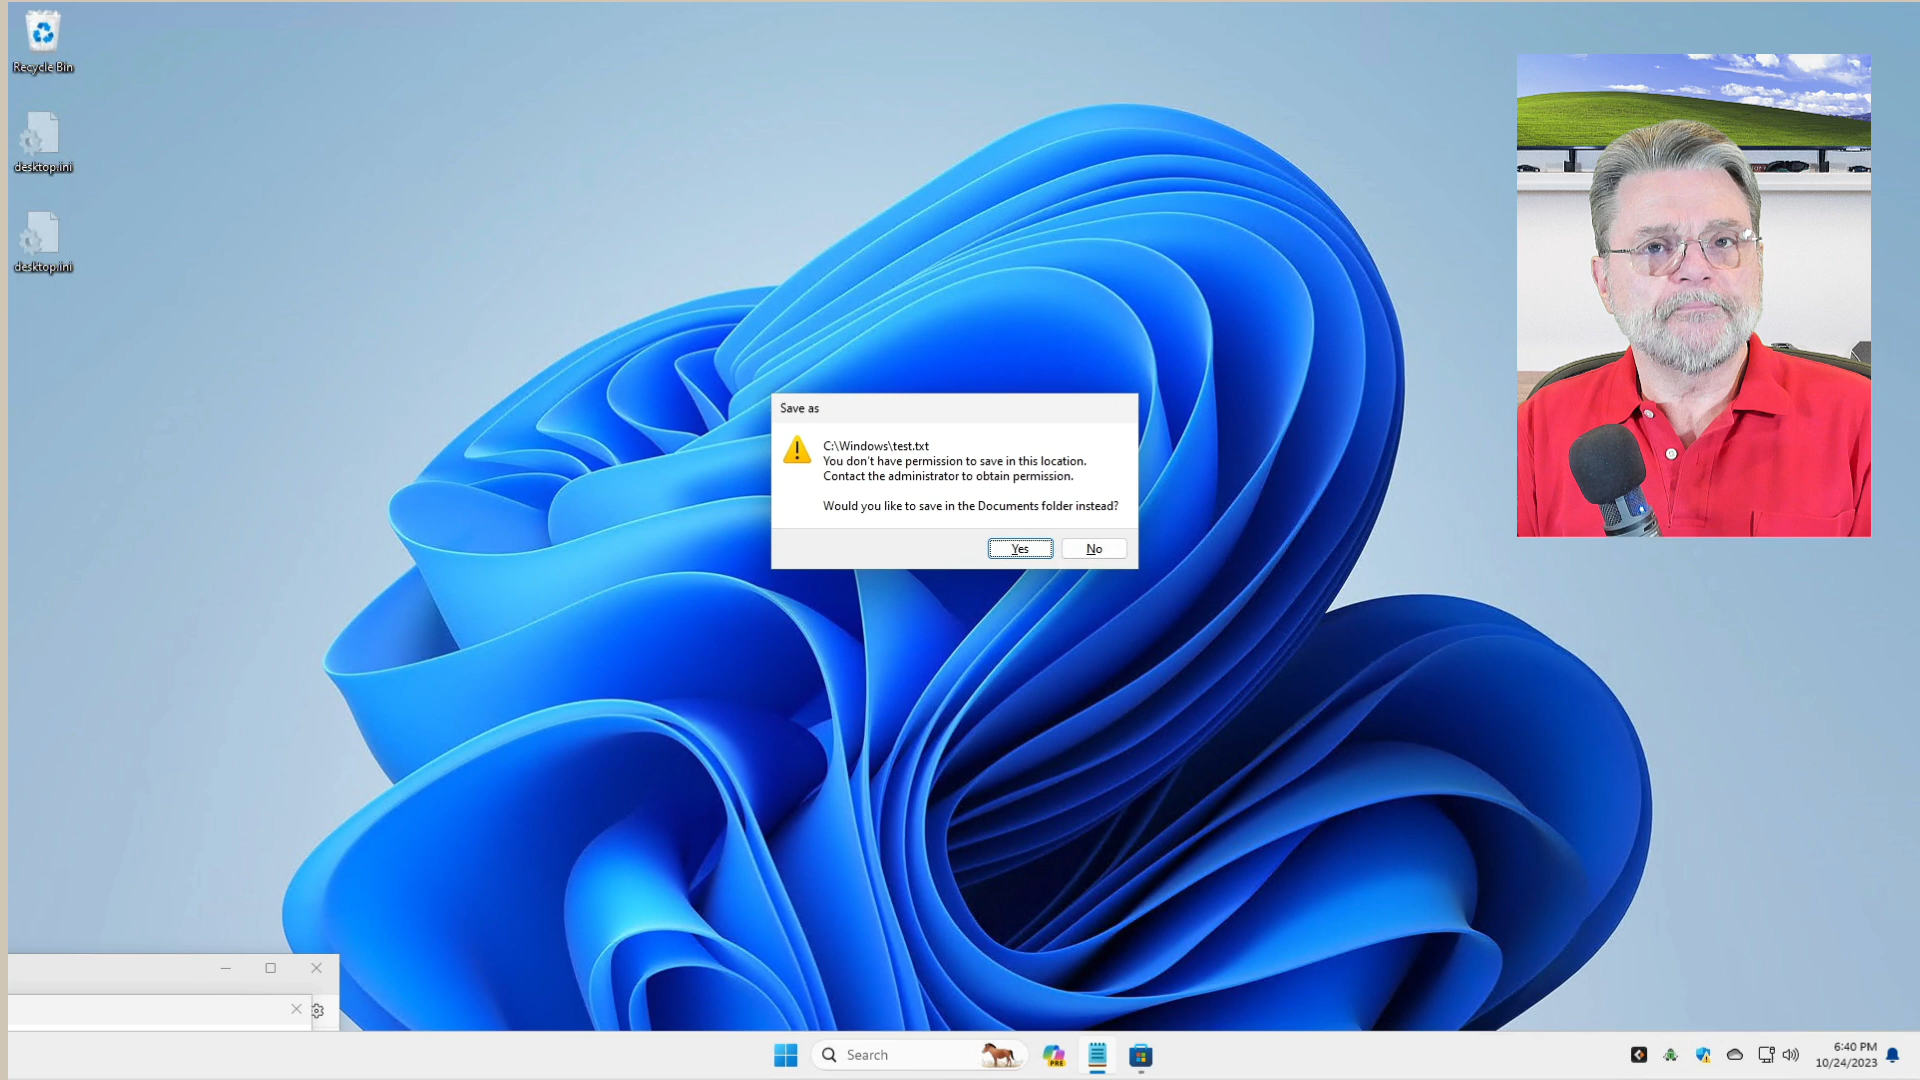 Recycle Bin
desktop.ini
desktop.ini
Save as
C:\Windows\test.txt
You don't have permission to save in this location.
Contact the administrator to obtain permission.
Would you like to save in the Documents folder instead?
Yes
No
Search
PRE
6:40 PM
10/24/2023